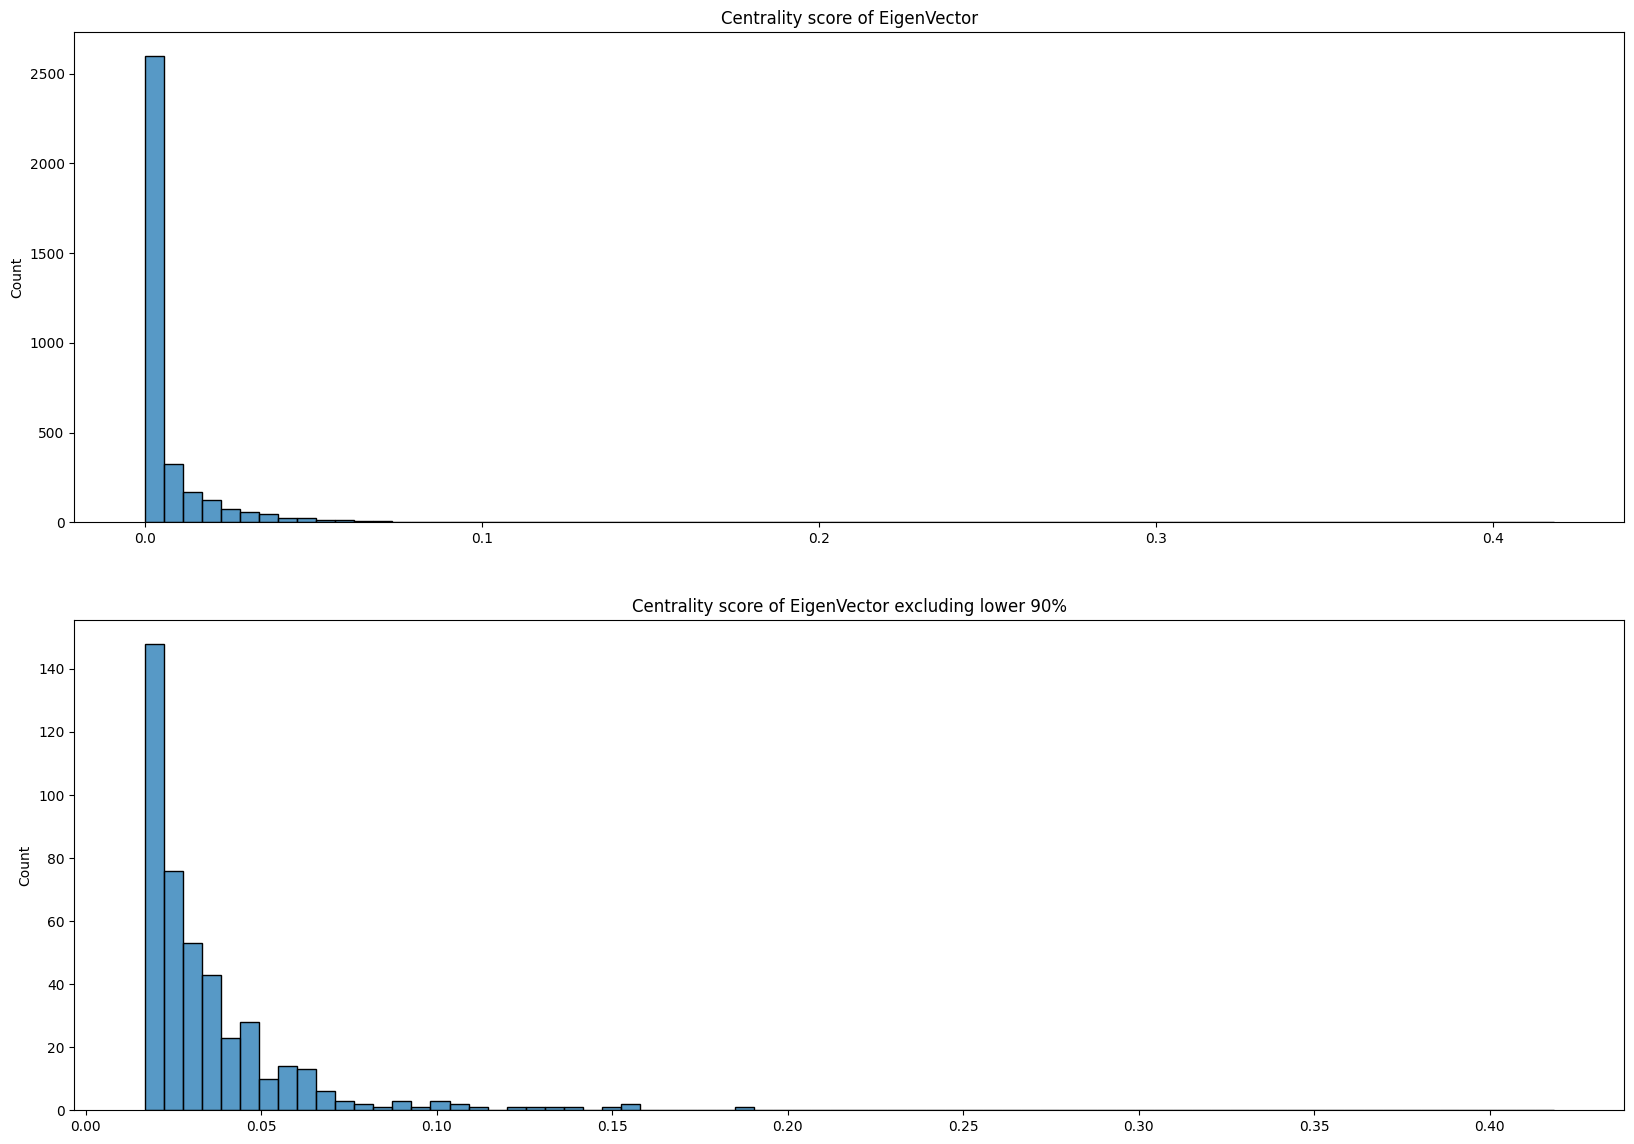 Centrality score of EigenVector
2500
2000
1500
1000
500
0
Count
0.0 0.1 0.2 0.3 0.4
Centrality score of EigenVector excluding lower 90%
140
120
100
80
60
40
20
0
Count
0.00 0.05 0.10 0.15 0.20 0.25 0.30 0.35 0.40